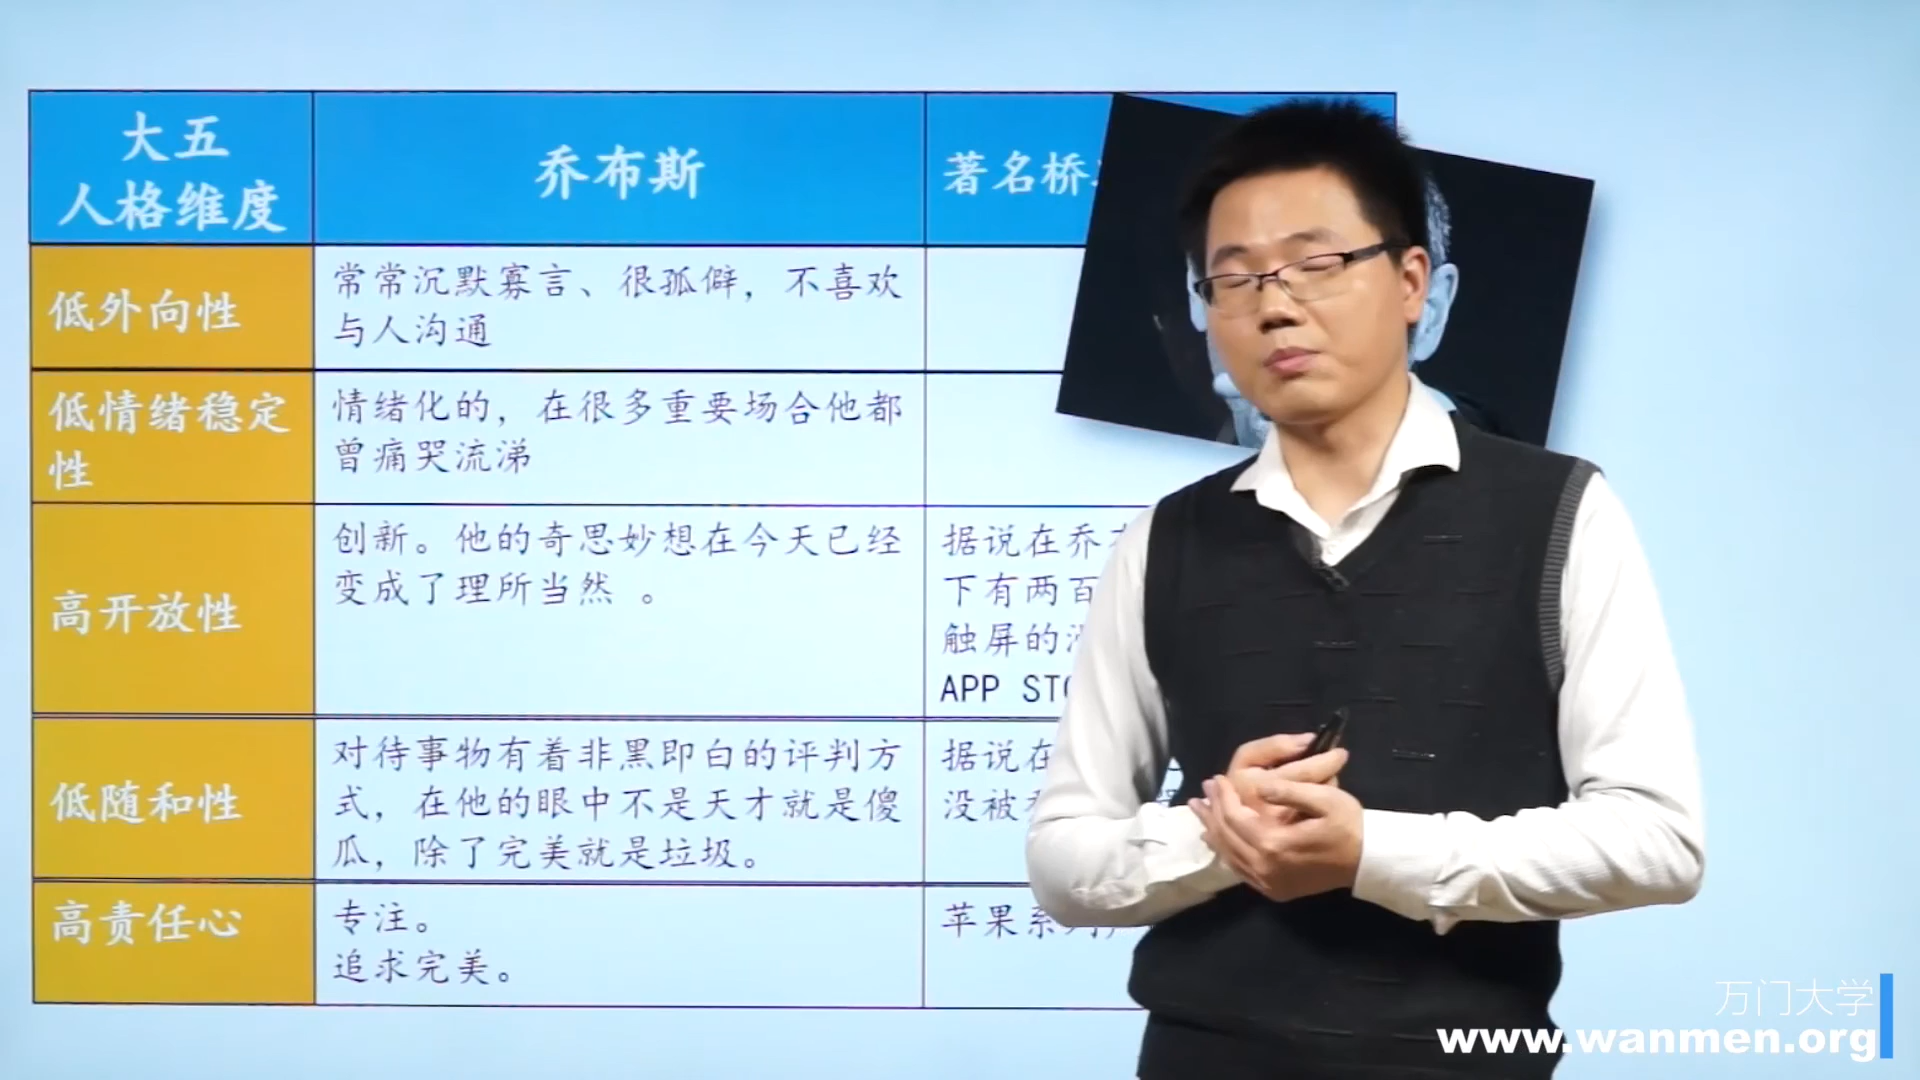 大五
人格维度
乔布斯
著名桥
低外向性
常常沉默寡言、很孤僻，不喜欢
与人沟通
低情绪稳定
性
情绪化的，在很多重要场合他都
曾痛哭流涕
高开放性
创新。他的奇思妙想在今天已经
变成了理所当然 。
据说在乔
下有两百
触屏的
APP
低随和性
对待事物有着非黑即白的评判方
式，在他的眼中不是天才就是傻
瓜，除了完美就是垃圾。
据说在
没被
高责任心
专注。
追求完美。
苹果系列，
万门大学
www.wanmen.org